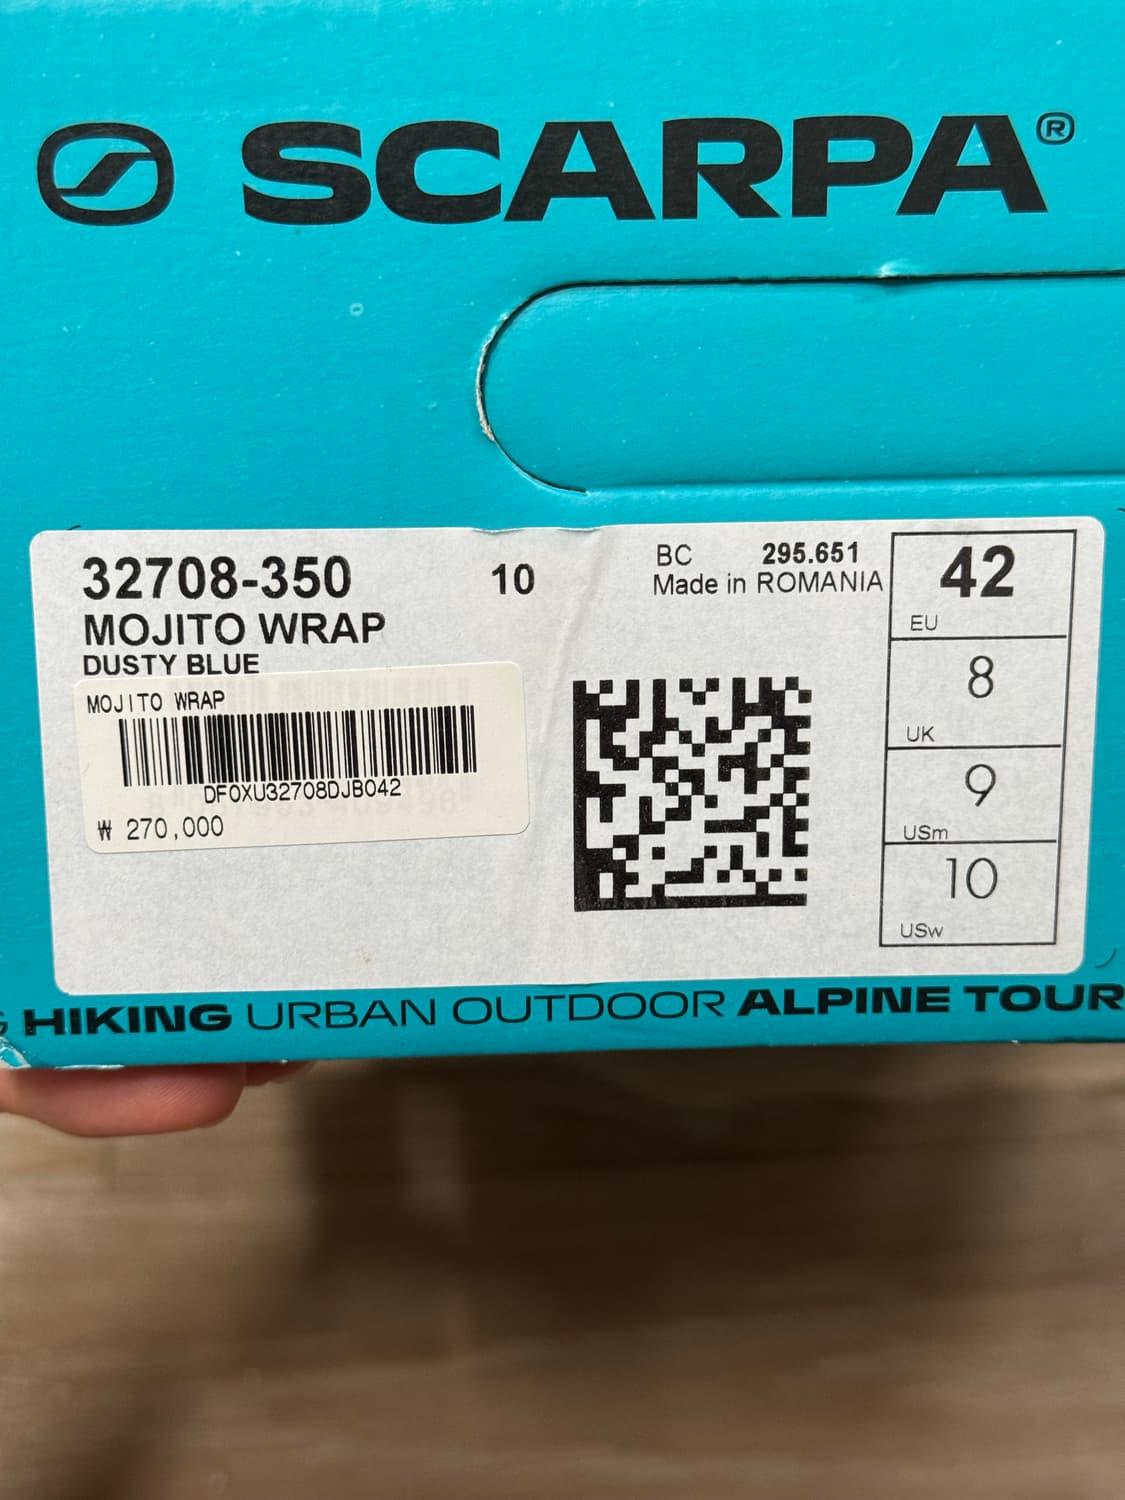 SCARPA®
32708-350
10
MOJITO WRAP
DUSTY BLUE
BC 295.651
Made in ROMANIA
MOJITO WRAP
DF0XU32708DJB042
₩ 270,000
42
EU
8
UK
9
USm
10
USw
HIKING URBAN OUTDOOR ALPINE TOUR